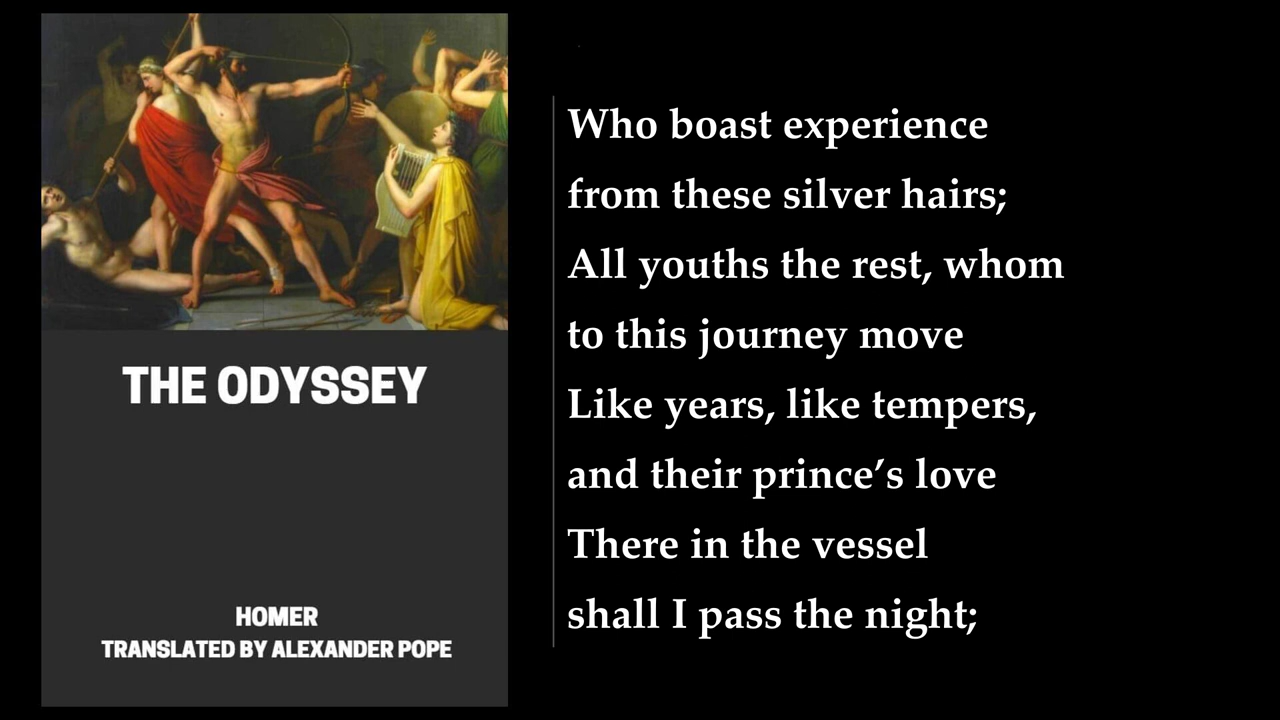 THE ODYSSEY
HOMER
TRANSLATED BY ALEXANDER POPE
Who boast experience
from these silver hairs;
All youths the rest, whom
to this journey move
Like years, like tempers,
and their prince’s love
There in the vessel
shall I pass the night;